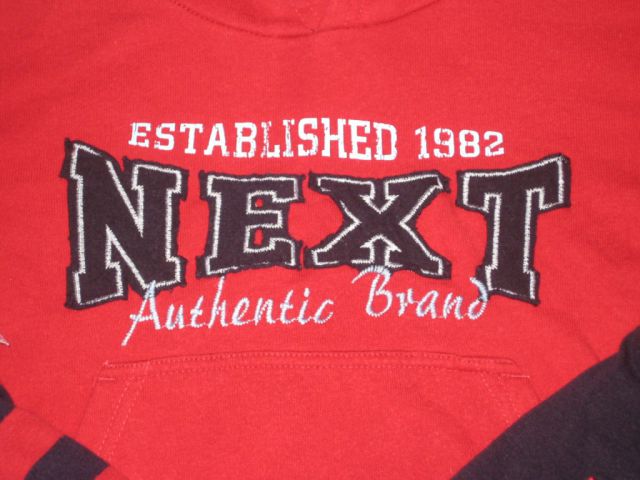 ESTABLISHED 1982
NEXT
Authentic Brand